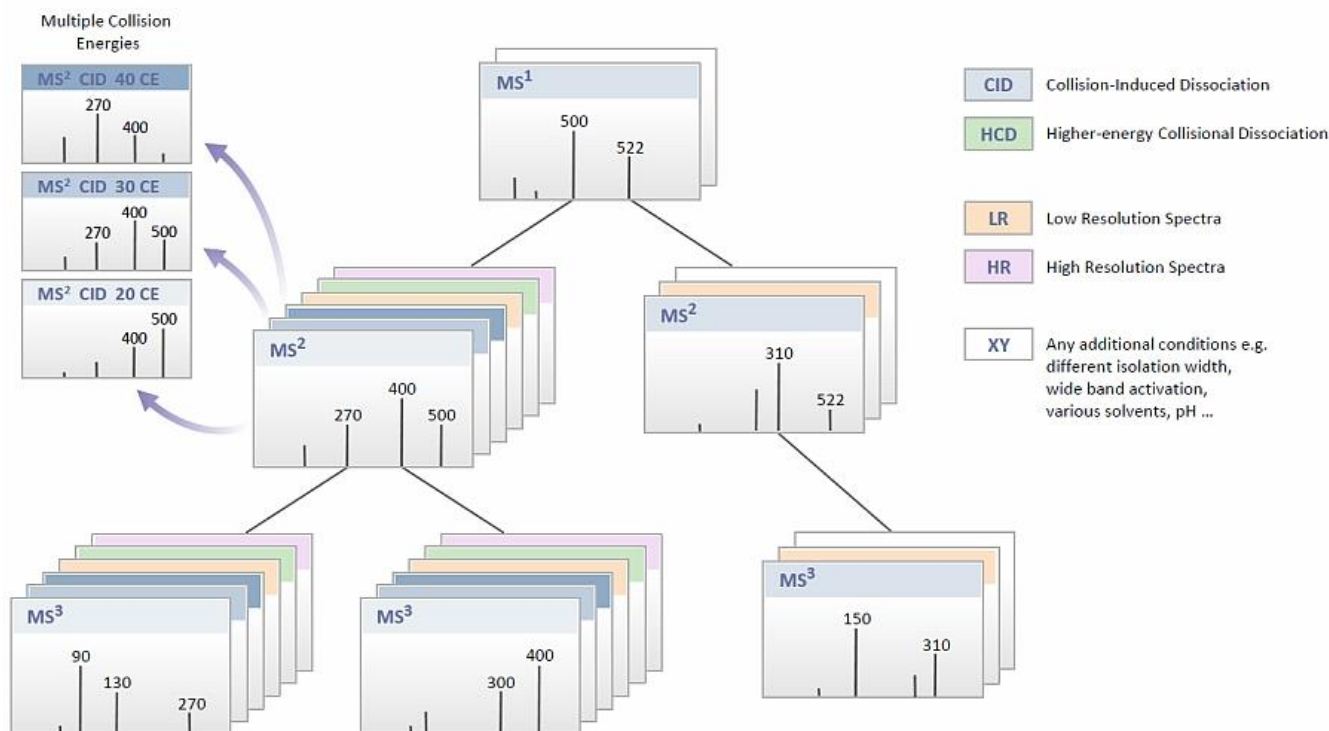 Multiple Collision
Energies
MS² CID 40 CE
270
400
MS² CID 30 CE
400
270
500
MS² CID 20 CE
500
400
MS¹
500
522
MS²
400
270
500
MS²
310
522
MS³
90
130
270
MS³
400
300
MS³
150
310
CID Collision-Induced Dissociation
HCD Higher-energy Collisional Dissociation
LR Low Resolution Spectra
HR High Resolution Spectra
XY Any additional conditions e.g.
different isolation width,
wide band activation,
various solvents, pH ...